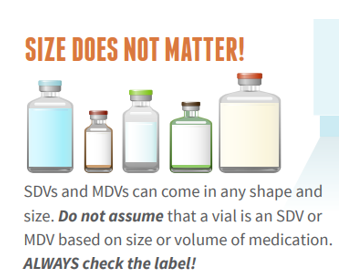 SIZE DOES NOT MATTER!
SDVs and MDVs can come in any shape and
size. Do not assume that a vial is an SDV or
MDV based on size or volume of medication.
ALWAYS check the label!